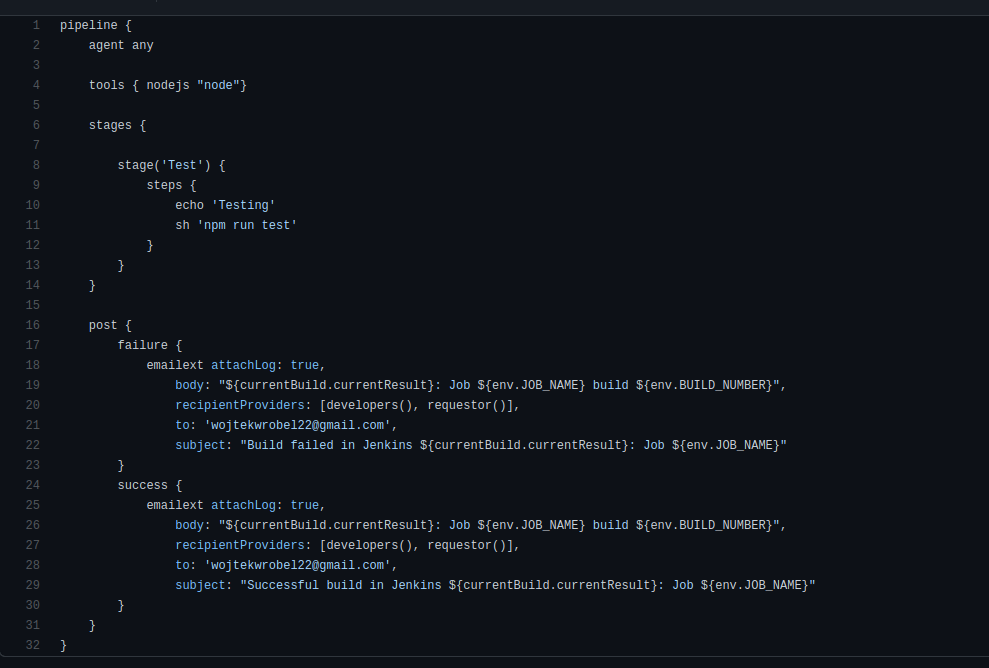 1 pipeline {
2     agent any
3
4     tools { nodejs "node"}
5
6     stages {
7
8         stage('Test') {
9             steps {
10                 echo 'Testing'
11                 sh 'npm run test'
12             }
13         }
14     }
15
16     post {
17         failure {
18             emailext attachLog: true,
19                 body: "${currentBuild.currentResult}: Job ${env.JOB_NAME} build ${env.BUILD_NUMBER}",
20                 recipientProviders: [developers(), requestor()],
21                 to: 'wojtekwrobel22@gmail.com',
22                 subject: "Build failed in Jenkins ${currentBuild.currentResult}: Job ${env.JOB_NAME}"
23         }
24         success {
25             emailext attachLog: true,
26                 body: "${currentBuild.currentResult}: Job ${env.JOB_NAME} build ${env.BUILD_NUMBER}",
27                 recipientProviders: [developers(), requestor()],
28                 to: 'wojtekwrobel22@gmail.com',
29                 subject: "Successful build in Jenkins ${currentBuild.currentResult}: Job ${env.JOB_NAME}"
30         }
31     }
32 }